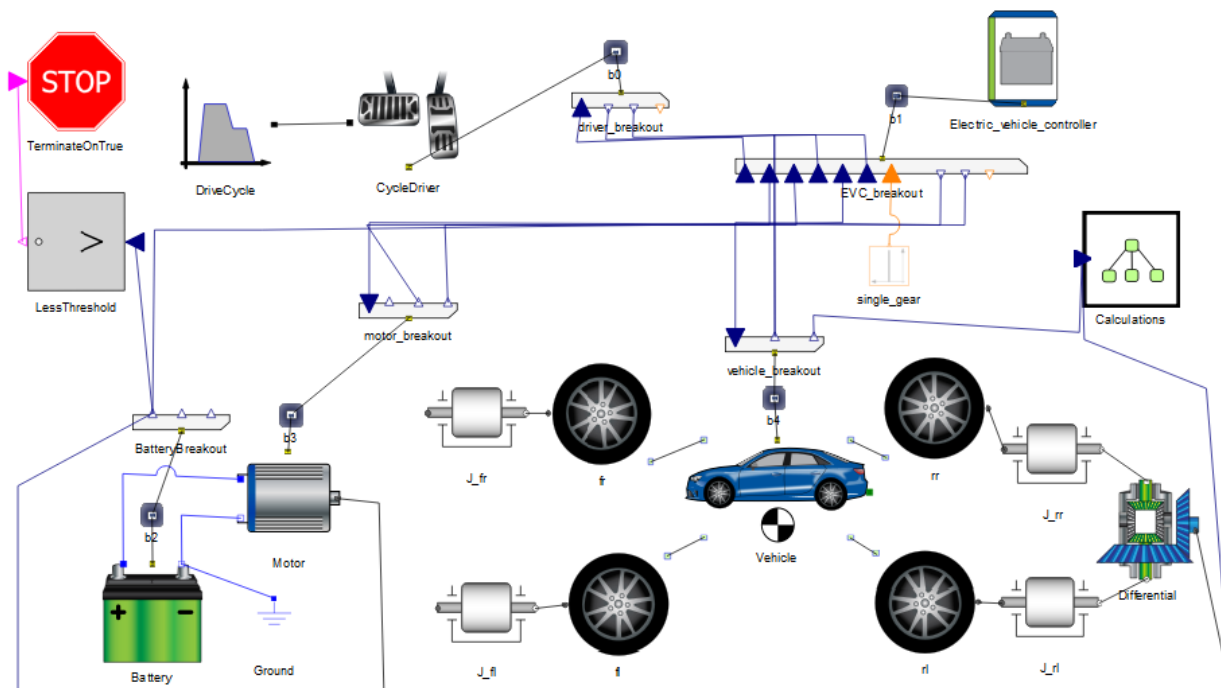 STOP
TerminateOnTrue
DriveCycle
CycleDriver
b0
driver_breakout
b1
Electric_vehicle_controller
EVC_breakout
>
LessThreshold
single_gear
Calculations
motor_breakout
vehicle_breakout
BatteryBreakout
b3
b4
J_fr
fr
rr
J_rr
b2
Motor
Vehicle
Differential
+
−
Battery
Ground
J_fl
fl
rl
J_rl